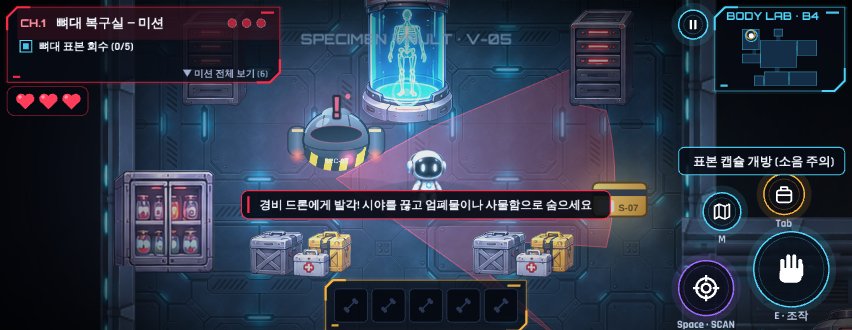 CH.1 뼈대 복구실 – 미션
뼈대 표본 회수 (0/5)
▼ 미션 전체 보기 (6)
SPECIMEN VAULT · V-05
BODY LAB · B4
표본 캡슐 개방 (소음 주의)
경비 드론에게 발각! 시야를 끊고 엄폐물이나 사물함으로 숨으세요
S-07
M
Tab
Space · SCAN
E · 조작